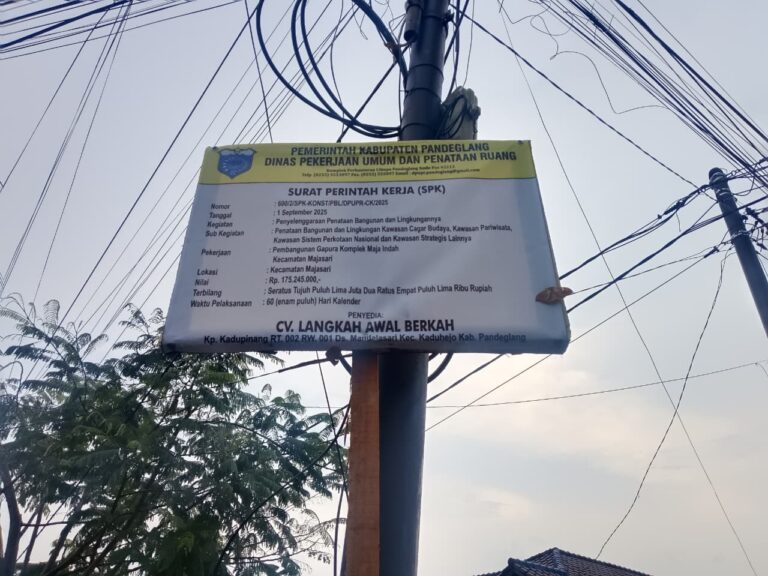 PEMERINTAH KABUPATEN PANDEGLANG
DINAS PEKERJAAN UMUM DAN PENATAAN RUANG
SURAT PERINTAH KERJA (SPK)
Nomor : 600/2/SPK-KONST/PBL/DPUPR-CK/2025
Tanggal : 1 September 2025
Kegiatan : Penyelenggaraan Penataan Bangunan dan Lingkungannya
Sub Kegiatan : Penataan Bangunan dan Lingkungan Kawasan Cagar Budaya, Kawasan Pariwisata,
Kawasan Sistem Perkotaan Nasional dan Kawasan Strategis Lainnya
Pekerjaan : Pembangunan Gapura Komplek Maja Indah
Kecamatan Majasari
Lokasi : Kecamatan Majasari
Nilai : Rp. 175.245.000,-
Terbilang : Seratus Tujuh Puluh Lima Juta Dua Ratus Empat Puluh Lima Ribu Rupiah
Waktu Pelaksanaan : 60 (enam puluh) Hari Kalender
PENYEDIA:
CV. LANGKAH AWAL BERKAH
Kp. Kadupinang RT. 002 RW. 001 Ds. Mandalasari Kec. Kaduhejo Kab. Pandeglang